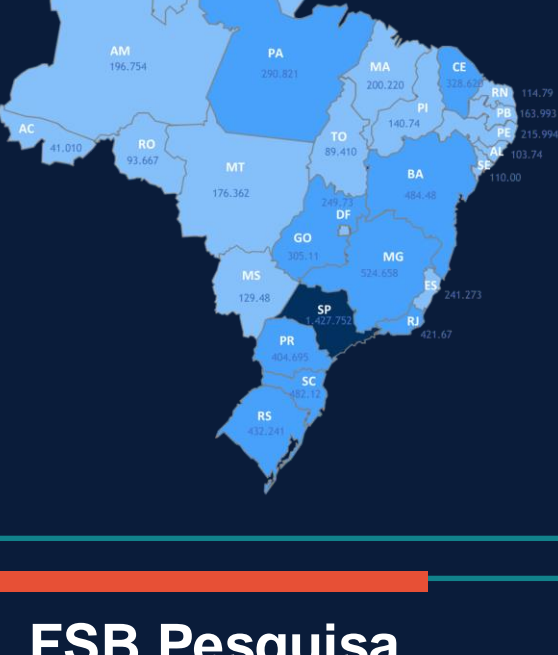 AM
196.754
PA
290.821
MA
200.220
CE
328.620
RN
114.79
PB
163.993
PI
140.74
PE
215.994
AC
41.010
RO
93.667
TO
89.410
AL
103.74
SE
110.00
MT
176.362
BA
484.48
249.73
DF
GO
305.11
MG
524.658
MS
129.48
ES
241.273
SP
1.427.752
RJ
421.67
PR
404.695
SC
482.12
RS
432.241
FSB Pesquisa